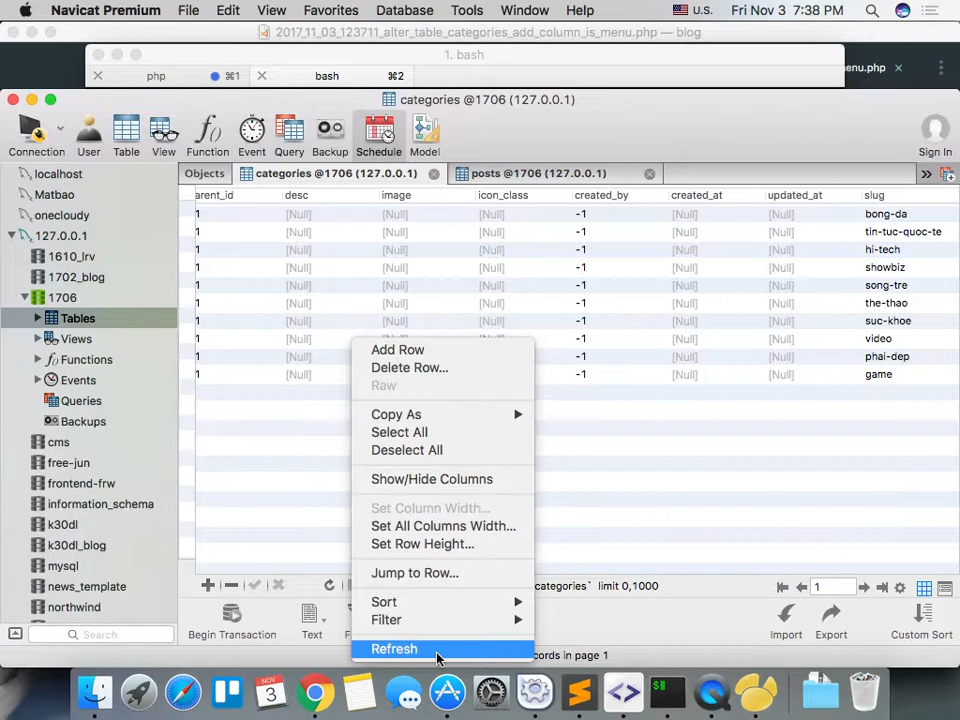 Navicat Premium File Edit View Favorites Database Tools Window Help U.S. Fri Nov 3 7:38 PM
2017_11_03_123711_alter_table_categories_add_column_is_menu.php — blog
1. bash
php ⌘1 bash ⌘2 enu.php
categories @1706 (127.0.0.1)
Connection User Table View Function Event Query Backup Schedule Model Sign In
localhost Objects categories @1706 (127.0.0.1) posts @1706 (127.0.0.1) »
Matbao arent_id desc image icon_class created_by created_at updated_at slug
onecloudy 1 [Null] [Null] [Null] -1 [Null] [Null] bong-da
127.0.0.1 1 [Null] [Null] [Null] -1 [Null] [Null] tin-tuc-quoc-te
1610_lrv 1 [Null] [Null] [Null] -1 [Null] [Null] hi-tech
1702_blog 1 [Null] [Null] [Null] -1 [Null] [Null] showbiz
1706 1 [Null] [Null] [Null] -1 [Null] [Null] song-tre
1 [Null] [Null] [Null] -1 [Null] [Null] the-thao
Tables 1 [Null] [Null] [Null] -1 [Null] [Null] suc-khoe
Views 1 [Null] -1 [Null] [Null] video
Functions 1 [Null] -1 [Null] [Null] phai-dep
Events 1 [Null] -1 [Null] [Null] game
Queries
Backups
cms
free-jun
frontend-frw
information_schema
k30dl
k30dl_blog
mysql
news_template
northwind
Search
Add Row
Delete Row...
Raw
Copy As
Select All
Deselect All
Show/Hide Columns
Set Column Width...
Set All Columns Width...
Set Row Height...
Jump to Row...
Sort
Filter
Refresh
categories` limit 0,1000 1
Begin Transaction Text F Import Export Custom Sort
cords in page 1
NOV
3